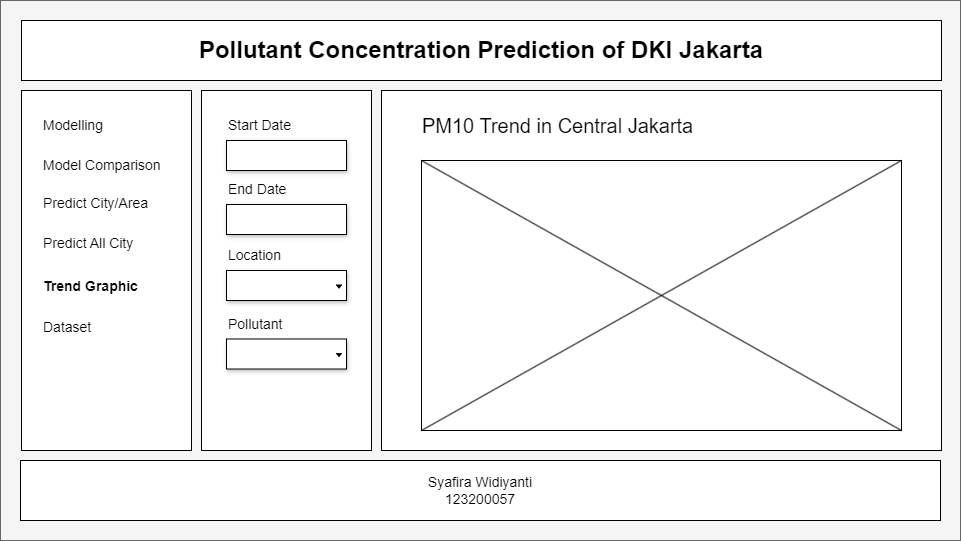 Pollutant Concentration Prediction of DKI Jakarta
Modelling
Model Comparison
Predict City/Area
Predict All City
Trend Graphic
Dataset
Start Date
End Date
Location
Pollutant
PM10 Trend in Central Jakarta
Syafira Widiyanti
123200057